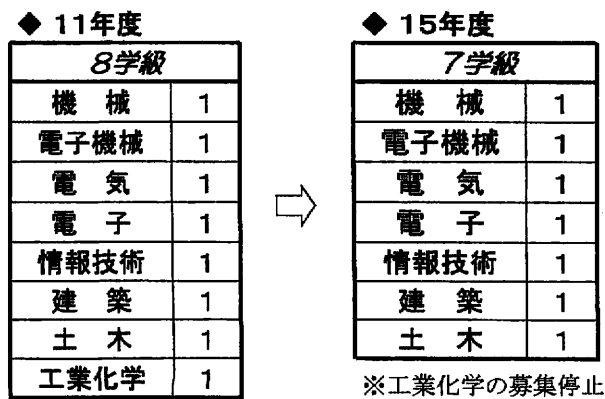 ◆ 11年度
8学級
機 械 1
電子機械 1
電 気 1
電 子 1
情報技術 1
建 築 1
土 木 1
工業化学 1
◆ 15年度
7学級
機 械 1
電子機械 1
電 気 1
電 子 1
情報技術 1
建 築 1
土 木 1
※工業化学の募集停止